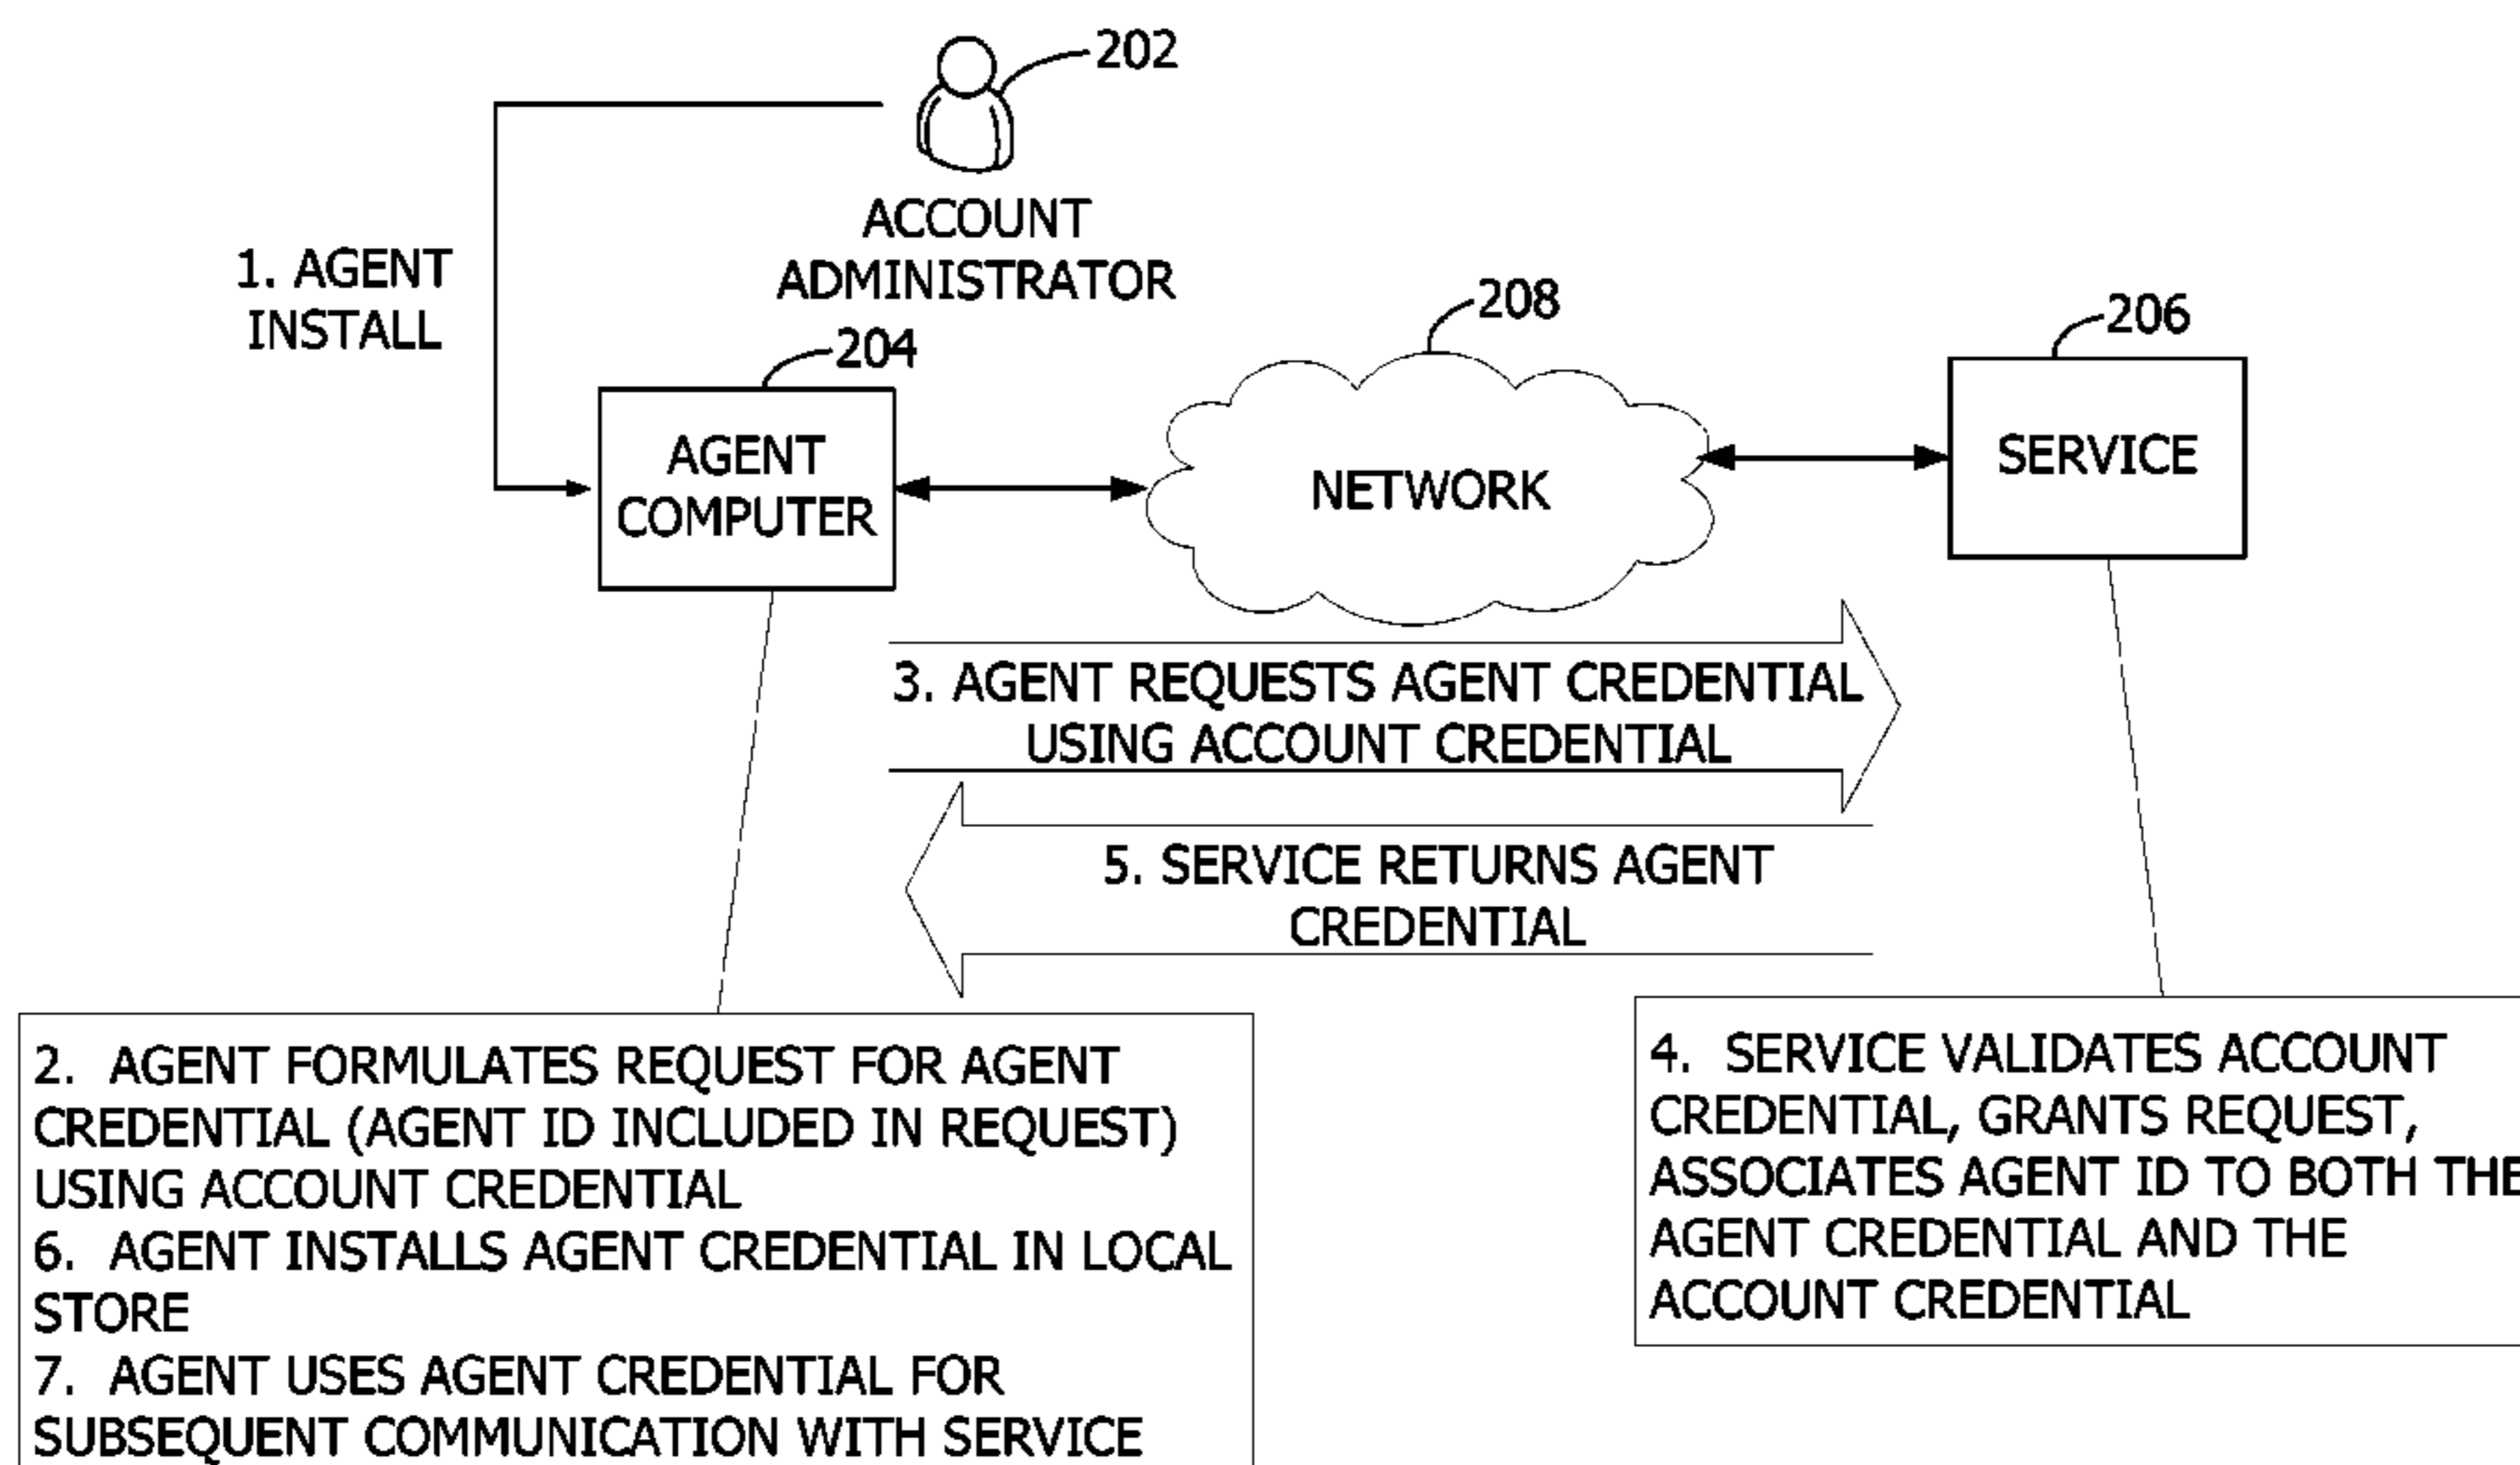 202
ACCOUNT
ADMINISTRATOR
1. AGENT
INSTALL
204
208
206
AGENT
COMPUTER
NETWORK
SERVICE
3. AGENT REQUESTS AGENT CREDENTIAL
USING ACCOUNT CREDENTIAL
5. SERVICE RETURNS AGENT
CREDENTIAL
2. AGENT FORMULATES REQUEST FOR AGENT
CREDENTIAL (AGENT ID INCLUDED IN REQUEST)
USING ACCOUNT CREDENTIAL
6. AGENT INSTALLS AGENT CREDENTIAL IN LOCAL
STORE
7. AGENT USES AGENT CREDENTIAL FOR
SUBSEQUENT COMMUNICATION WITH SERVICE
4. SERVICE VALIDATES ACCOUNT
CREDENTIAL, GRANTS REQUEST,
ASSOCIATES AGENT ID TO BOTH THE
AGENT CREDENTIAL AND THE
ACCOUNT CREDENTIAL